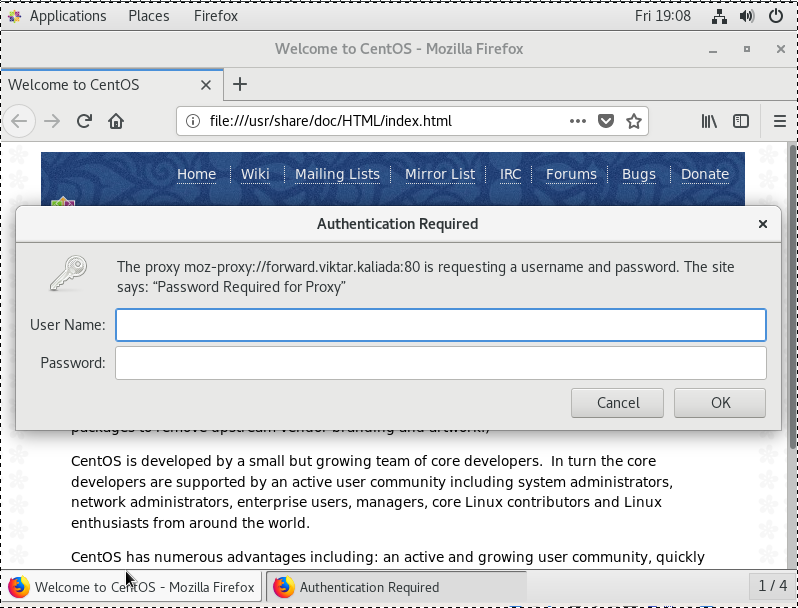 Applications Places Firefox Fri 19:08
Welcome to CentOS - Mozilla Firefox
Welcome to CentOS
file:///usr/share/doc/HTML/index.html
Home Wiki Mailing Lists Mirror List IRC Forums Bugs Donate
Authentication Required
The proxy moz-proxy://forward.viktar.kaliada:80 is requesting a username and password. The site
says: “Password Required for Proxy”
User Name:
Password:
Cancel OK
packages to remove upstream vendor branding and artwork.)
CentOS is developed by a small but growing team of core developers. In turn the core
developers are supported by an active user community including system administrators,
network administrators, enterprise users, managers, core Linux contributors and Linux
enthusiasts from around the world.
CentOS has numerous advantages including: an active and growing user community, quickly
Welcome to CentOS - Mozilla Firefox Authentication Required 1 / 4